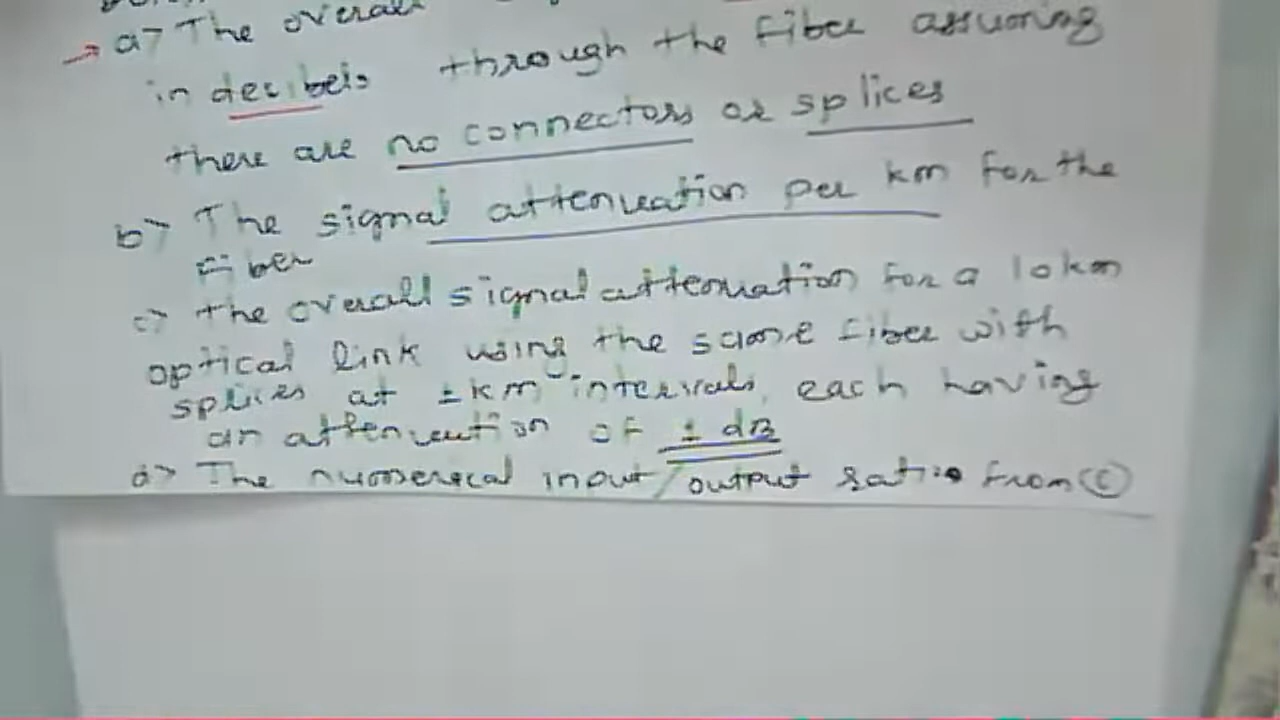 a) The overall
in decibels through the fiber assuming
there are no connectors or splices
b) The signal attenuation per km for the
fiber
c) the overall signal attenuation for a 10km
optical link using the same fiber with
splices at 1km intervals, each having
an attenuation of 1 dB
d) The numerical input/output ratio from (c)